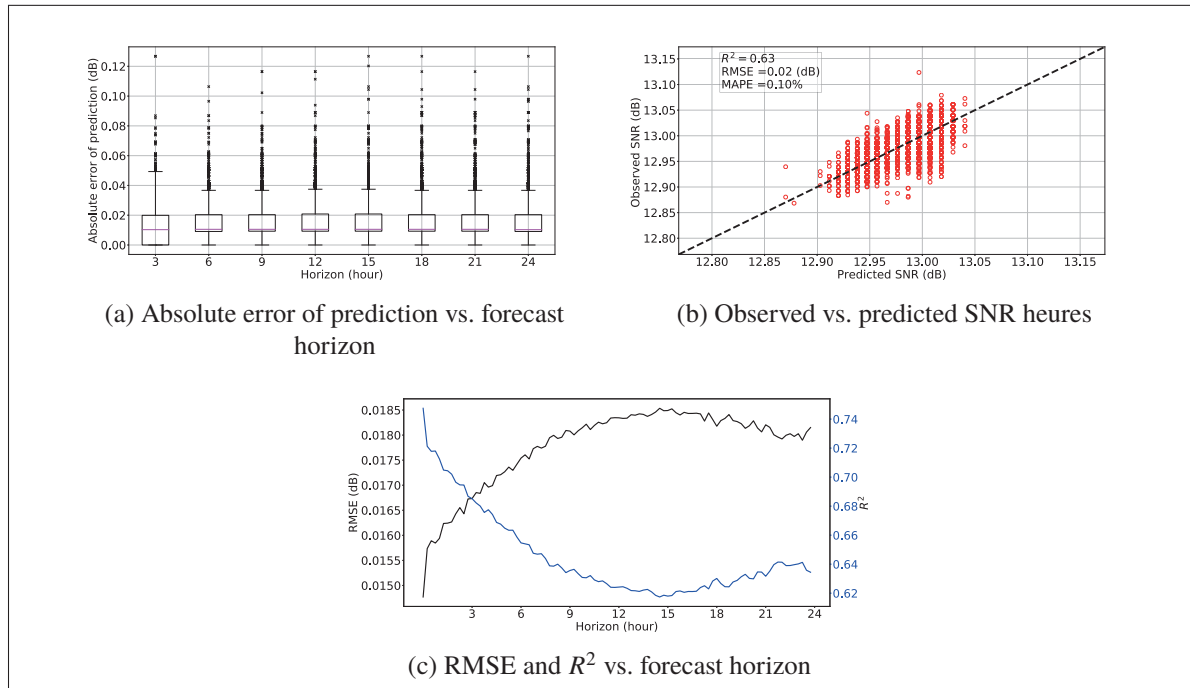 Absolute error of prediction (dB)
0.12
0.10
0.08
0.06
0.04
0.02
0.00
3 6 9 12 15 18 21 24
Horizon (hour)
(a) Absolute error of prediction vs. forecast
horizon
R² = 0.63
RMSE =0.02 (dB)
MAPE =0.10%
Observed SNR (dB)
13.15
13.10
13.05
13.00
12.95
12.90
12.85
12.80
12.80 12.85 12.90 12.95 13.00 13.05 13.10 13.15
Predicted SNR (dB)
(b) Observed vs. predicted SNR heures
RMSE (dB)
0.0185
0.0180
0.0175
0.0170
0.0165
0.0160
0.0155
0.0150
3 6 9 12 15 18 21 24
Horizon (hour)
0.74
0.72
0.70
0.68
0.66
0.64
0.62
R²
(c) RMSE and R² vs. forecast horizon